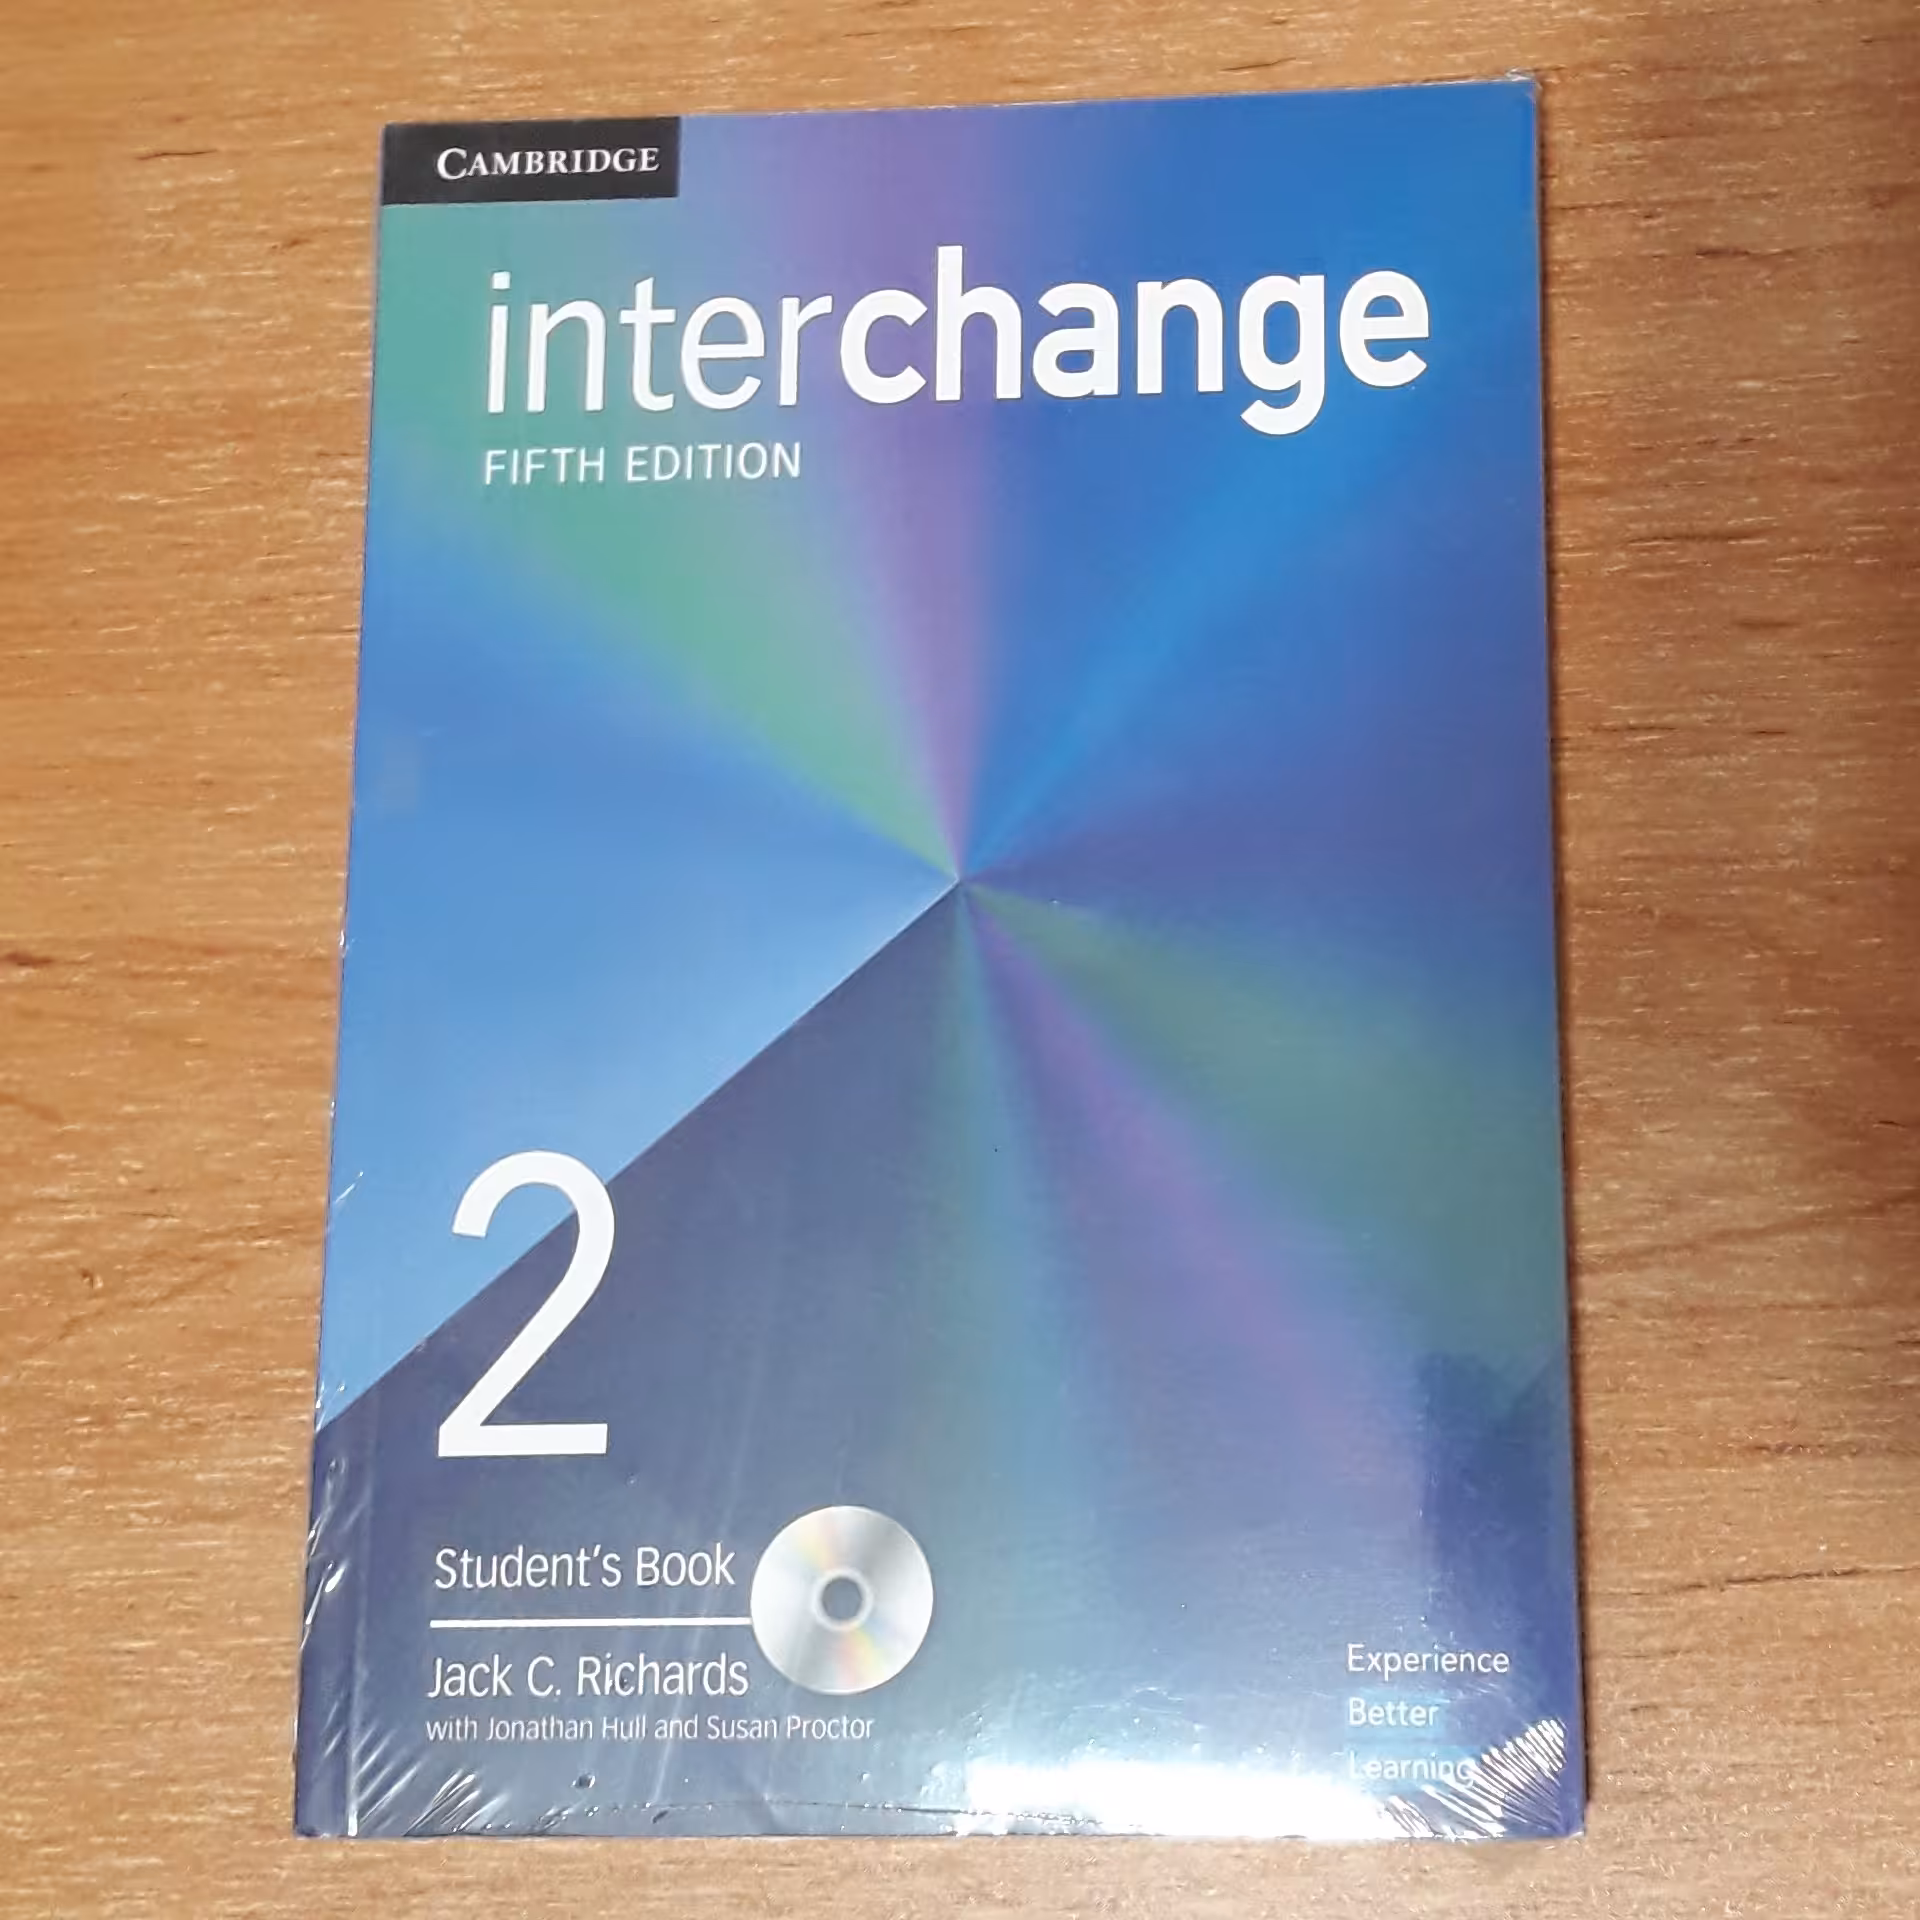 CAMBRIDGE
interchange
FIFTH EDITION
2
Student's Book
Jack C. Richards
with Jonathan Hull and Susan Proctor
Experience
Better
Learning